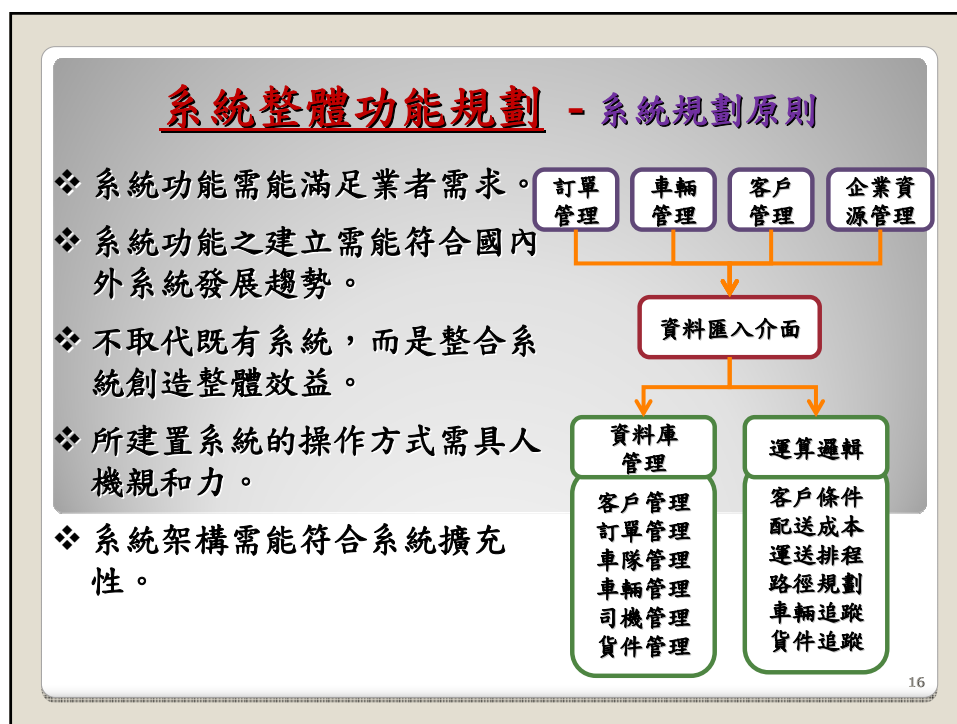 系統整體功能規劃 - 系統規劃原則
❖ 系統功能需能滿足業者需求。
❖ 系統功能之建立需能符合國內
外系統發展趨勢。
❖ 不取代既有系統，而是整合系
統創造整體效益。
❖ 所建置系統的操作方式需具人
機親和力。
❖ 系統架構需能符合系統擴充
性。
訂單
管理
車輛
管理
客戶
管理
企業資
源管理
資料匯入介面
資料庫
管理
客戶管理
訂單管理
車隊管理
車輛管理
司機管理
貨件管理
運算邏輯
客戶條件
配送成本
運送排程
路徑規劃
車輛追蹤
貨件追蹤
16